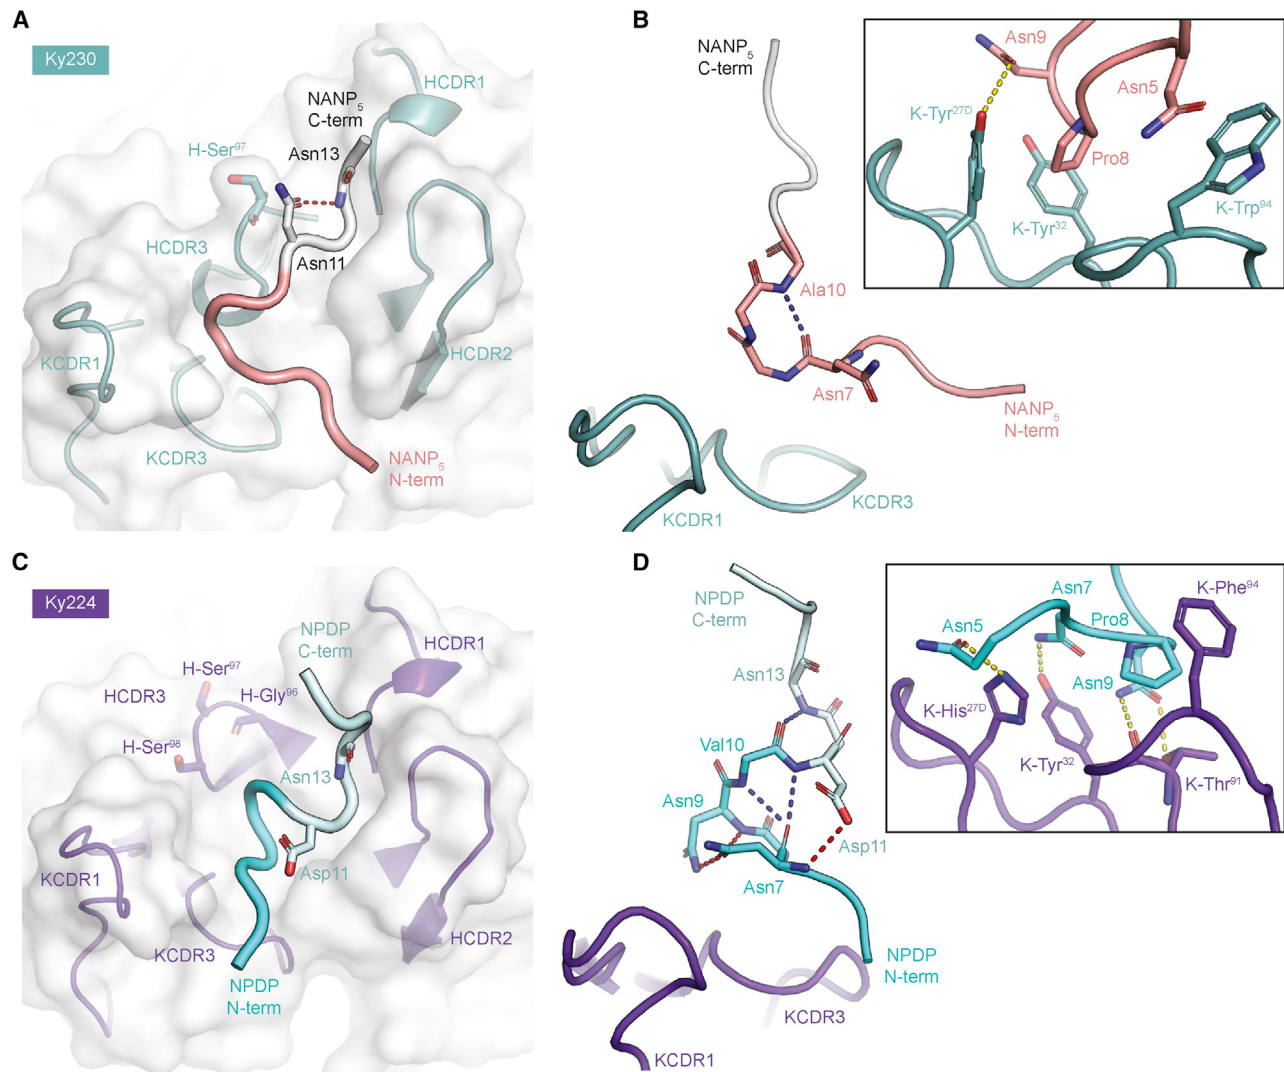 A
Ky230
HCDR1
NANP5
C-term
Asn13
H-Ser97
HCDR3
Asn11
KCDR1
HCDR2
KCDR3
NANP5
N-term
B
NANP5
C-term
Ala10
Asn7
NANP5
N-term
KCDR3
KCDR1
Asn9
Asn5
K-Tyr27D
Pro8
K-Tyr32
K-Trp94
C
Ky224
NPDP
C-term
HCDR1
H-Ser97
HCDR3
H-Gly96
H-Ser98
Asn13
Asp11
KCDR1
KCDR3
HCDR2
NPDP
N-term
D
NPDP
C-term
Asn13
Val10
Asn9
Asp11
Asn7
NPDP
N-term
KCDR3
KCDR1
K-Phe94
Asn7
Asn5
Pro8
Asn9
K-His27D
K-Tyr32
K-Thr91